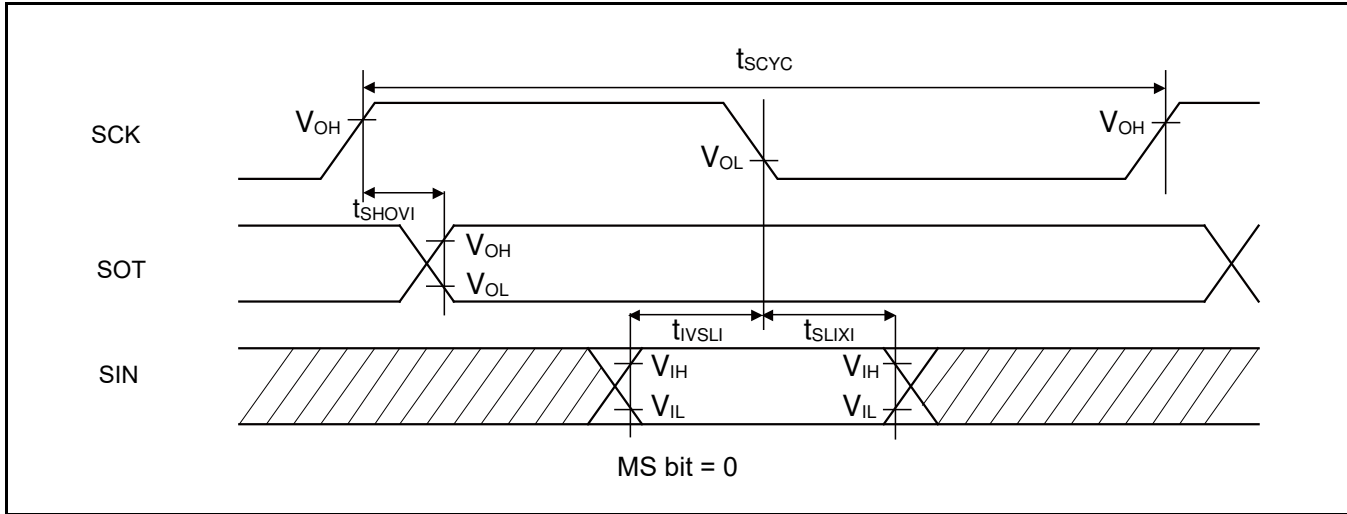 tSCYC
SCK
VOH
VOH
VOL
tSHOVI
SOT
VOH
VOL
tIVSLI
tSLIXI
SIN
VIH
VIH
VIL
VIL
MS bit = 0